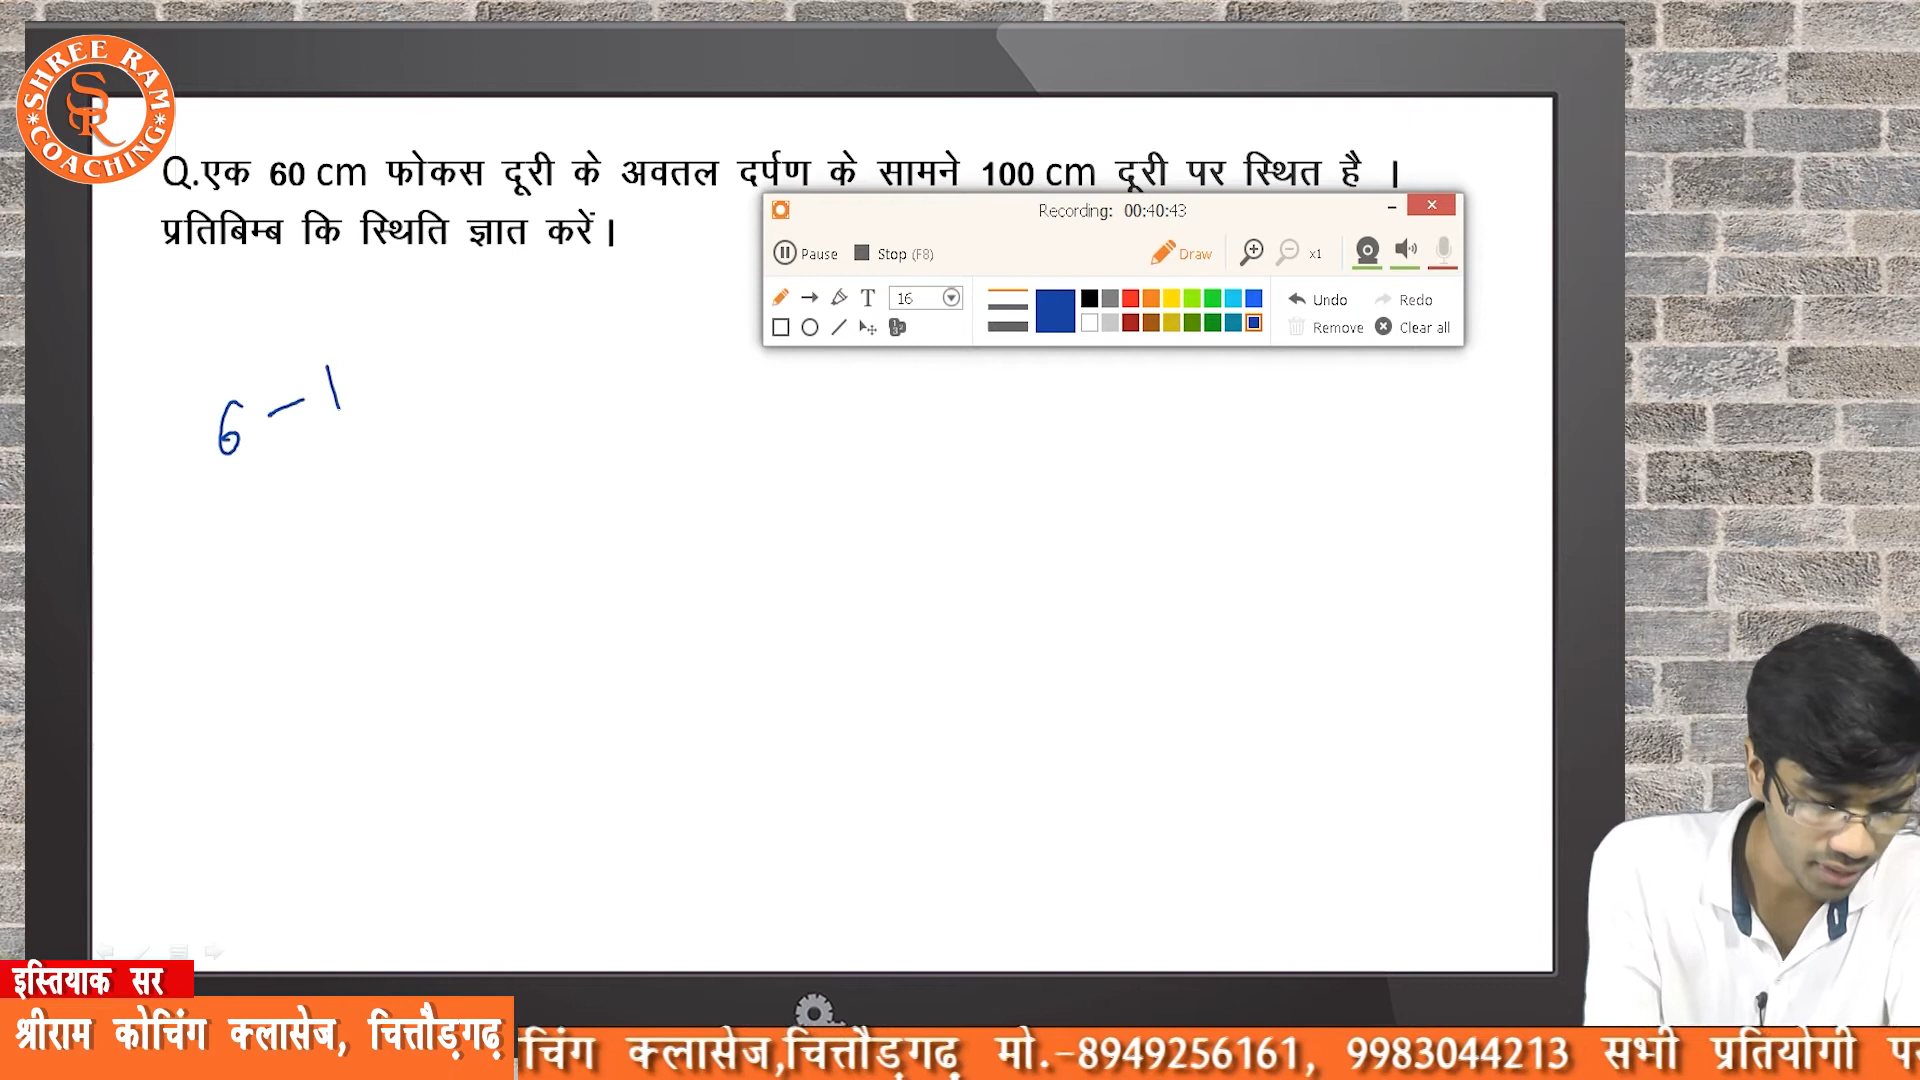 SHREE RAM
COACHING
SRC
Q.एक 60 cm फोकस दूरी के अवतल दर्पण के सामने 100 cm दूरी पर स्थित है ।
प्रतिबिम्ब कि स्थिति ज्ञात करें।
Recording: 00:40:43
Pause
Stop (F8)
Draw
x1
T
16
Undo
Redo
Remove
Clear all
6 - 1
इस्तियाक सर
श्रीराम कोचिंग क्लासेज, चित्तौड़गढ़
चिंग क्लासेज,चित्तौड़गढ़ मो.-8949256161, 9983044213 सभी प्रतियोगी